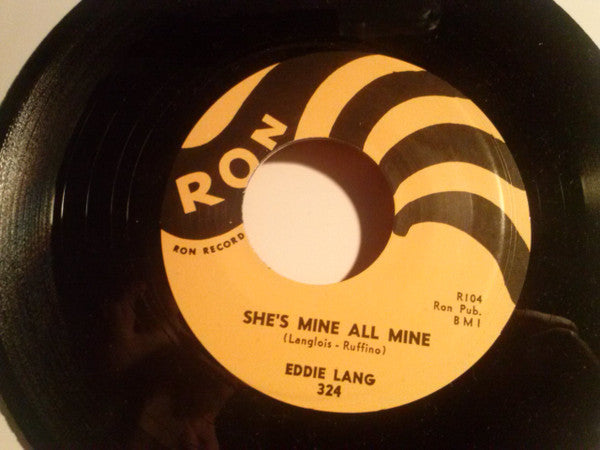 RON
RON RECORD
R104
Ron Pub.
BMI
SHE'S MINE ALL MINE
(Langlois - Ruffino)
EDDIE LANG
324